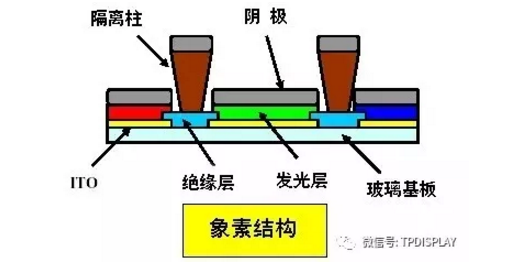 隔离柱
阴 极
ITO
绝缘层
发光层
玻璃基板
象素结构
微信号: TPDISPLAY